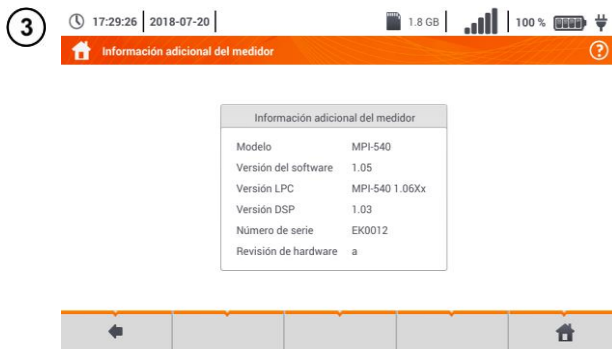 3
17:29:26 2018-07-20 1.8 GB 100 %
Información adicional del medidor ?
Información adicional del medidor
Modelo MPI-540
Versión del software 1.05
Versión LPC MPI-540 1.06Xx
Versión DSP 1.03
Número de serie EK0012
Revisión de hardware a